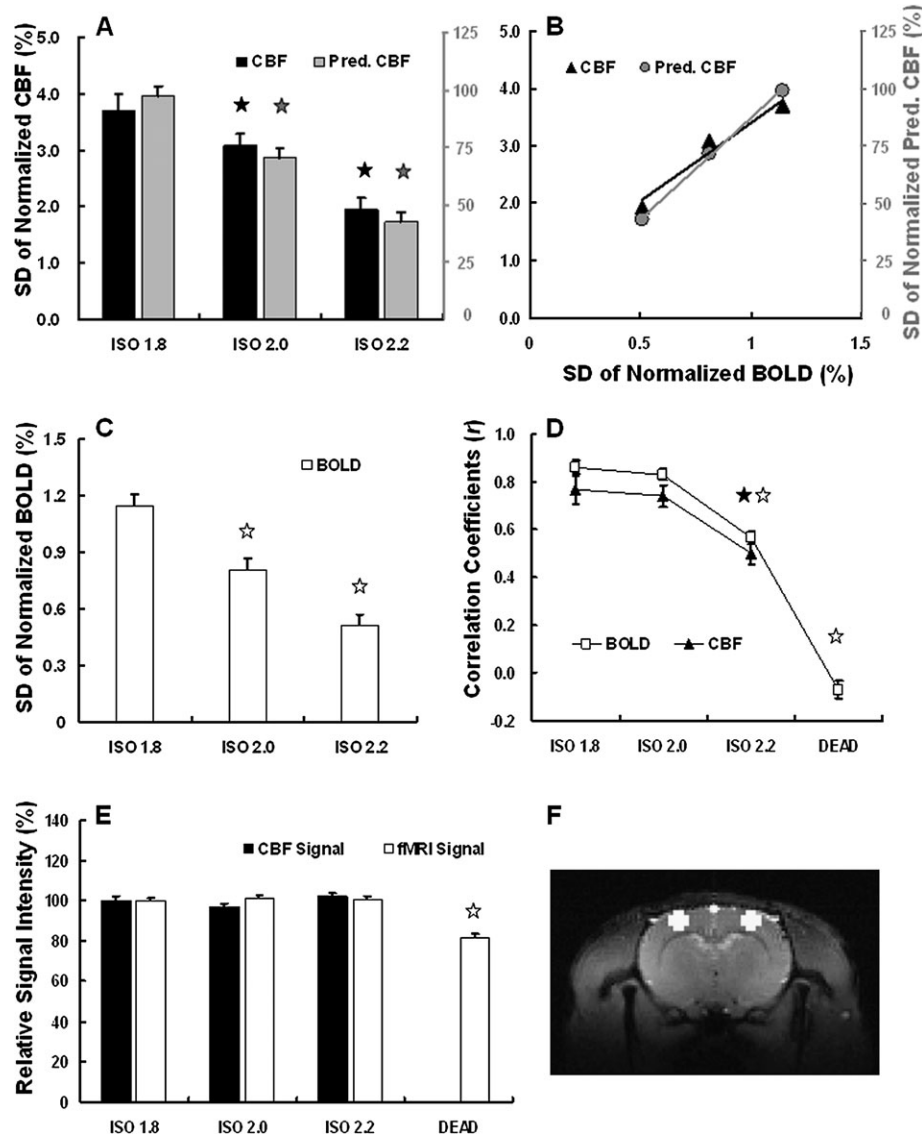 A
SD of Normalized CBF (%)
5.0
4.0
3.0
2.0
1.0
0.0
CBF
Pred. CBF
125
100
75
50
25
0
ISO 1.8
ISO 2.0
ISO 2.2
B
5.0
4.0
3.0
2.0
1.0
0.0
CBF
Pred. CBF
125
100
75
50
25
0
SD of Normalized Pred. CBF (%)
0
0.5
1
1.5
SD of Normalized BOLD (%)
C
SD of Normalized BOLD (%)
1.5
1.2
0.9
0.6
0.3
0
BOLD
ISO 1.8
ISO 2.0
ISO 2.2
D
Correlation Coefficients (r)
1.0
0.8
0.6
0.4
0.2
0.0
-0.2
BOLD
CBF
ISO 1.8
ISO 2.0
ISO 2.2
DEAD
E
Relative Signal Intensity (%)
140
120
100
80
60
40
20
0
CBF Signal
fMRI Signal
ISO 1.8
ISO 2.0
ISO 2.2
DEAD
F